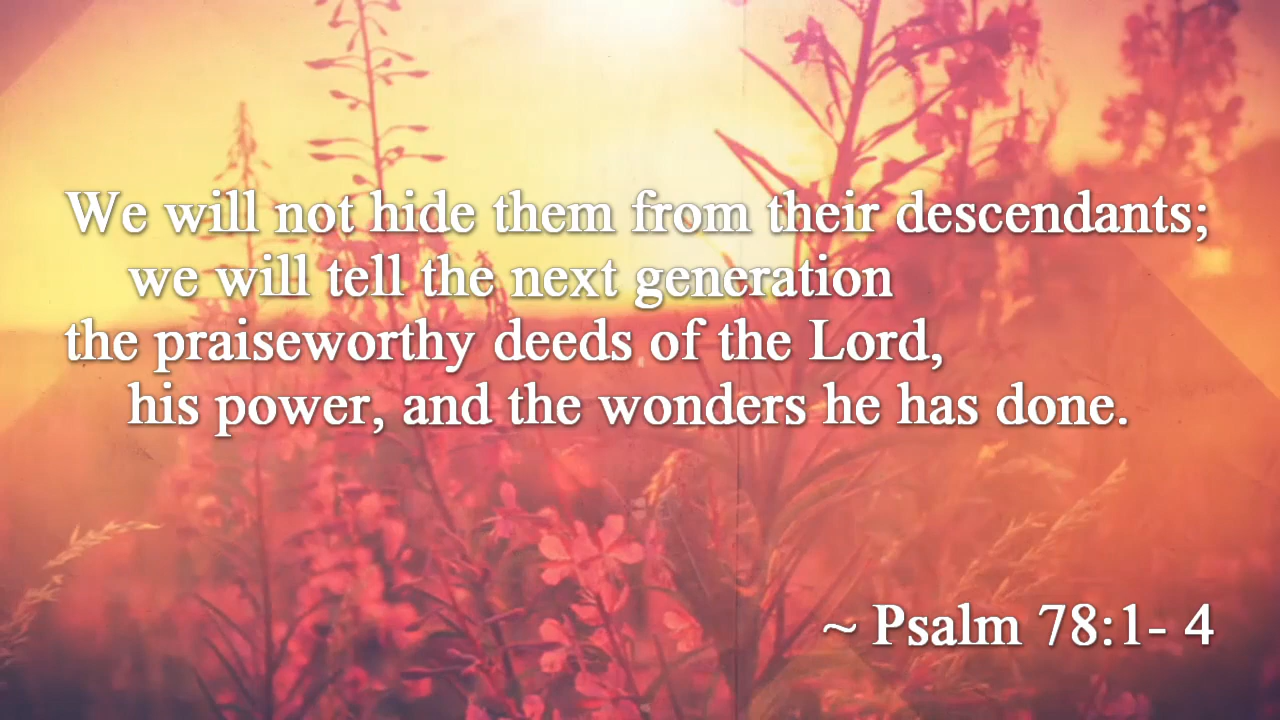 We will not hide them from their descendants;
we will tell the next generation
the praiseworthy deeds of the Lord,
his power, and the wonders he has done.
~ Psalm 78:1- 4